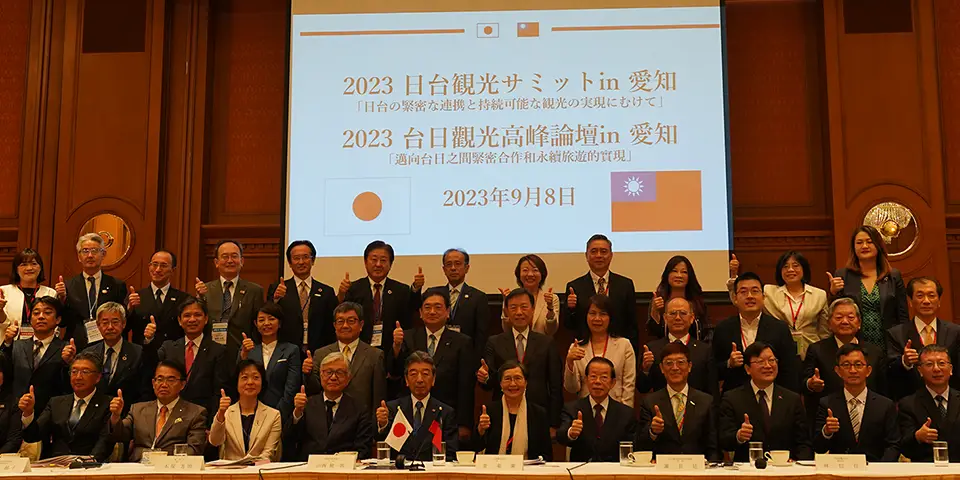 2023 日台観光サミットin 愛知
「日台の緊密な連携と持続可能な観光の実現にむけて」
2023 台日觀光高峰論壇in 愛知
「邁向台日之間緊密合作和永續旅遊的實現」
2023年9月8日